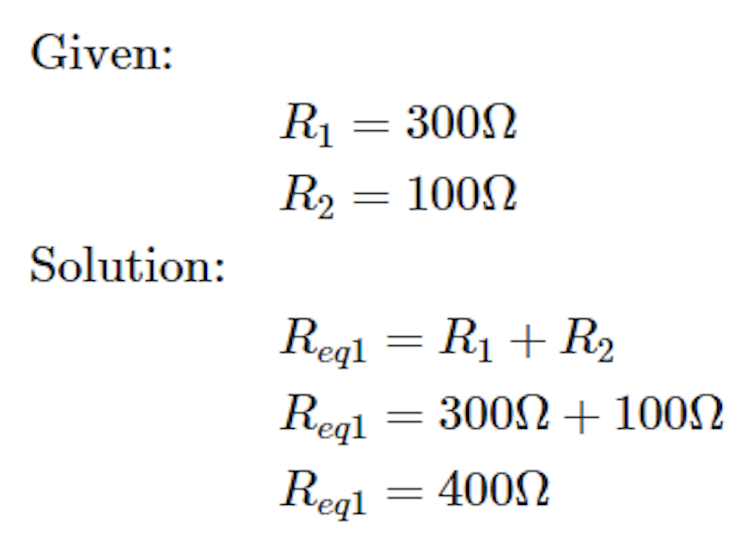 Given:
R₁ = 300Ω
R₂ = 100Ω
Solution:
R_eq1 = R₁ + R₂
R_eq1 = 300Ω + 100Ω
R_eq1 = 400Ω